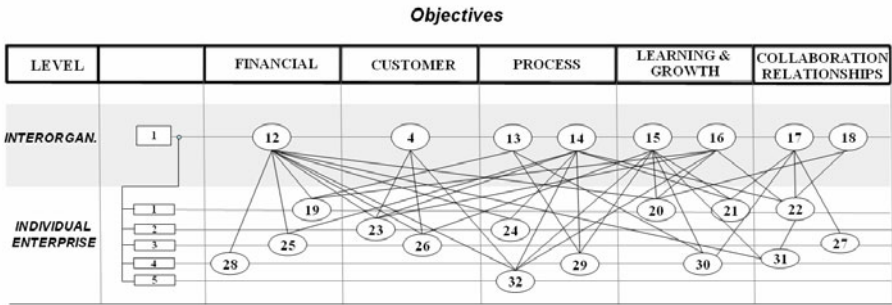 Objectives
LEVEL FINANCIAL CUSTOMER PROCESS LEARNING & GROWTH COLLABORATION RELATIONSHIPS
INTERORGAN. 1 12 4 13 14 15 16 17 18
1 19 20 21 22
INDIVIDUAL ENTERPRISE
2 23 24
3 25 26 27
4 28 29 30 31
5 32